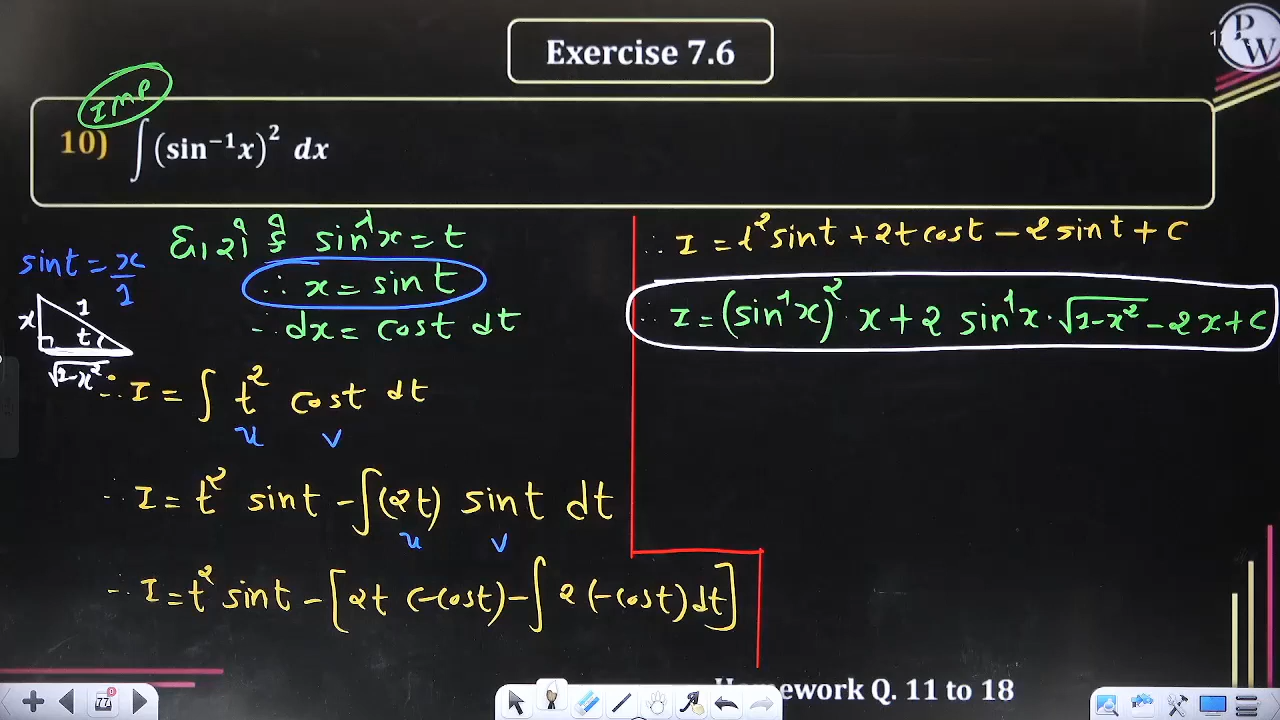 Exercise 7.6
PW
IMP
10) ∫(sin⁻¹x)² dx
sin⁻¹x = t
sint = x/1
∴ x = sint
∴ dx = cost dt
x 1 t
√1-x²
∴ I = ∫ t² cost dt
u v
∴ I = t² sint - ∫(2t) sint dt
u v
∴ I = t² sint - [2t (-cost) - ∫ 2 (-cost) dt]
∴ I = t² sint + 2t cost - 2 sint + C
∴ I = (sin⁻¹x)² · x + 2 sin⁻¹x · √1-x² - 2x + C
Homework Q. 11 to 18